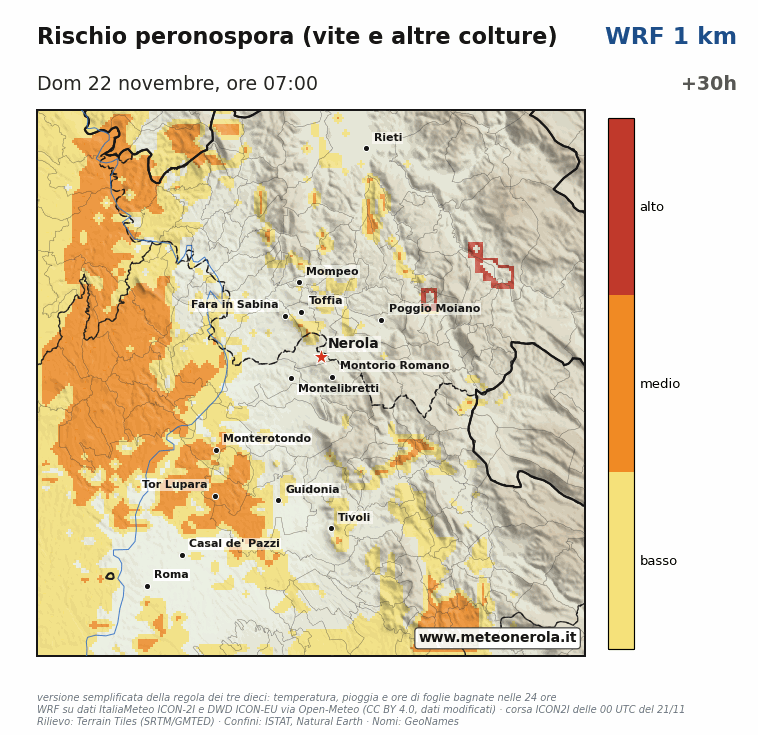 Rischio peronospora (vite e altre colture)
WRF 1 km
Dom 22 novembre, ore 07:00
+30h
Rieti
Mompeo
Fara in Sabina
Toffia
Poggio Moiano
Nerola
Montorio Romano
Montelibretti
Monterotondo
Tor Lupara
Guidonia
Tivoli
Casal de' Pazzi
Roma
www.meteonerola.it
alto
medio
basso
versione semplificata della regola dei tre dieci: temperatura, pioggia e ore di foglie bagnate nelle 24 ore
WRF su dati ItaliaMeteo ICON-2I e DWD ICON-EU via Open-Meteo (CC BY 4.0, dati modificati) · corsa ICON2I delle 00 UTC del 21/11
Rilievo: Terrain Tiles (SRTM/GMTED) · Confini: ISTAT, Natural Earth · Nomi: GeoNames